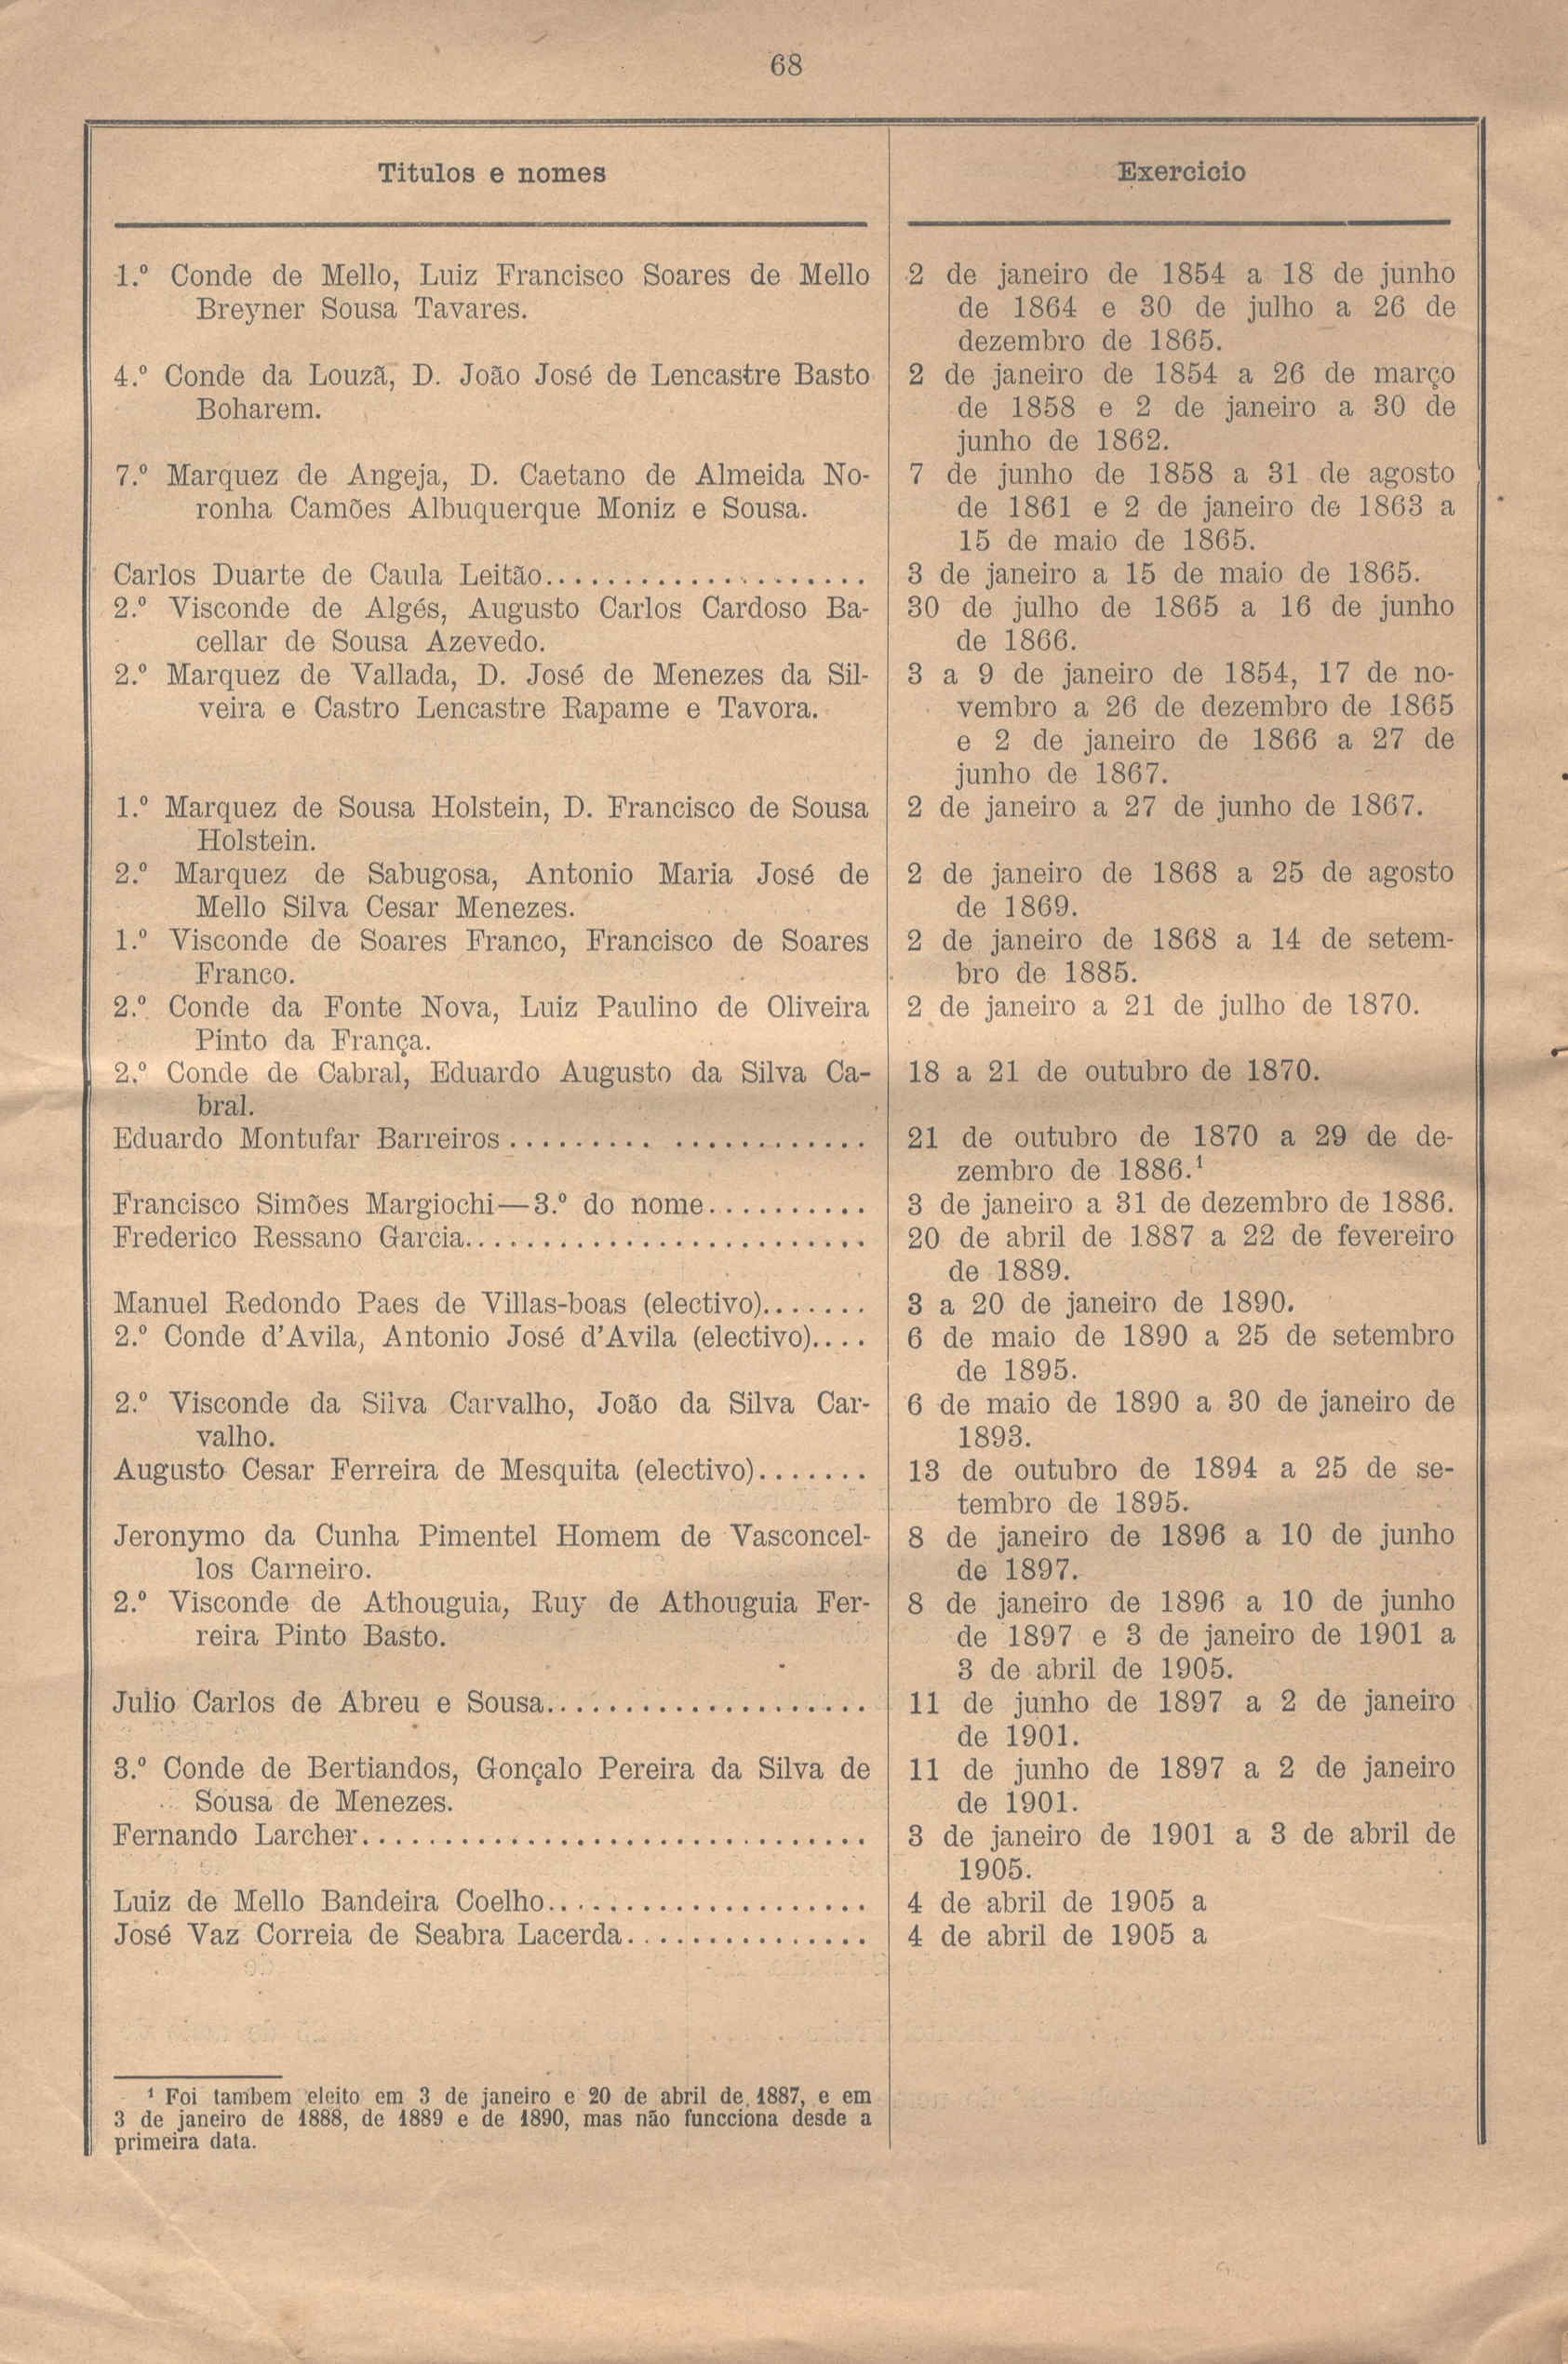 68
Titulos e nomes
Exercicio
1.º Conde de Mello, Luiz Francisco Soares de Mello
Breyner Sousa Tavares.
2 de janeiro de 1854 a 18 de junho
de 1864 e 30 de julho a 26 de
dezembro de 1865.
4.º Conde da Louzã, D. João José de Lencastre Basto
Boharem.
2 de janeiro de 1854 a 26 de março
de 1858 e 2 de janeiro a 30 de
junho de 1862.
7.º Marquez de Angeja, D. Caetano de Almeida No-
ronha Camões Albuquerque Moniz e Sousa.
7 de junho de 1858 a 31 de agosto
de 1861 e 2 de janeiro de 1863 a
15 de maio de 1865.
Carlos Duarte de Caula Leitão....................
3 de janeiro a 15 de maio de 1865.
2.º Visconde de Algés, Augusto Carlos Cardoso Ba-
cellar de Sousa Azevedo.
30 de julho de 1865 a 16 de junho
de 1866.
2.º Marquez de Vallada, D. José de Menezes da Sil-
veira e Castro Lencastre Rapame e Tavora.
3 a 9 de janeiro de 1854, 17 de no-
vembro a 26 de dezembro de 1865
e 2 de janeiro de 1866 a 27 de
junho de 1867.
1.º Marquez de Sousa Holstein, D. Francisco de Sousa
Holstein.
2 de janeiro a 27 de junho de 1867.
2.º Marquez de Sabugosa, Antonio Maria José de
Mello Silva Cesar Menezes.
2 de janeiro de 1868 a 25 de agosto
de 1869.
1.º Visconde de Soares Franco, Francisco de Soares
Franco.
2 de janeiro de 1868 a 14 de setem-
bro de 1885.
2.º Conde da Fonte Nova, Luiz Paulino de Oliveira
Pinto da França.
2 de janeiro a 21 de julho de 1870.
2.º Conde de Cabral, Eduardo Augusto da Silva Ca-
bral.
18 a 21 de outubro de 1870.
Eduardo Montufar Barreiros ......... ............
21 de outubro de 1870 a 29 de de-
zembro de 1886.¹
Francisco Simões Margiochi—3.º do nome..........
3 de janeiro a 31 de dezembro de 1886.
Frederico Ressano Garcia.........................
20 de abril de 1887 a 22 de fevereiro
de 1889.
Manuel Redondo Paes de Villas-boas (electivo).......
3 a 20 de janeiro de 1890.
2.º Conde d'Avila, Antonio José d'Avila (electivo)....
6 de maio de 1890 a 25 de setembro
de 1895.
2.º Visconde da Silva Carvalho, João da Silva Car-
valho.
6 de maio de 1890 a 30 de janeiro de
1893.
Augusto Cesar Ferreira de Mesquita (electivo).......
13 de outubro de 1894 a 25 de se-
tembro de 1895.
Jeronymo da Cunha Pimentel Homem de Vasconcel-
los Carneiro.
8 de janeiro de 1896 a 10 de junho
de 1897.
2.º Visconde de Athouguia, Ruy de Athouguia Fer-
reira Pinto Basto.
8 de janeiro de 1896 a 10 de junho
de 1897 e 3 de janeiro de 1901 a
3 de abril de 1905.
Julio Carlos de Abreu e Sousa....................
11 de junho de 1897 a 2 de janeiro
de 1901.
3.º Conde de Bertiandos, Gonçalo Pereira da Silva de
Sousa de Menezes.
11 de junho de 1897 a 2 de janeiro
de 1901.
Fernando Larcher...............................
3 de janeiro de 1901 a 3 de abril de
1905.
Luiz de Mello Bandeira Coelho....................
4 de abril de 1905 a
José Vaz Correia de Seabra Lacerda...............
4 de abril de 1905 a
¹ Foi tambem eleito em 3 de janeiro e 20 de abril de 1887, e em
3 de janeiro de 1888, de 1889 e de 1890, mas não funcciona desde a
primeira data.